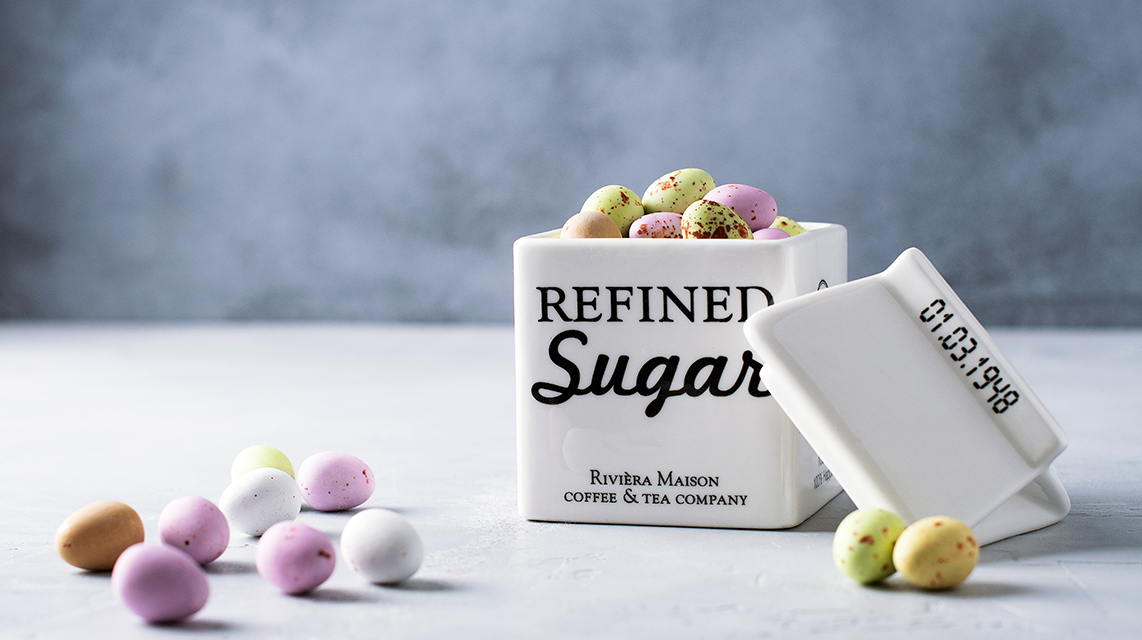 REFINED
Sugar
RIVIÈRA MAISON
COFFEE & TEA COMPANY
01.03.1948